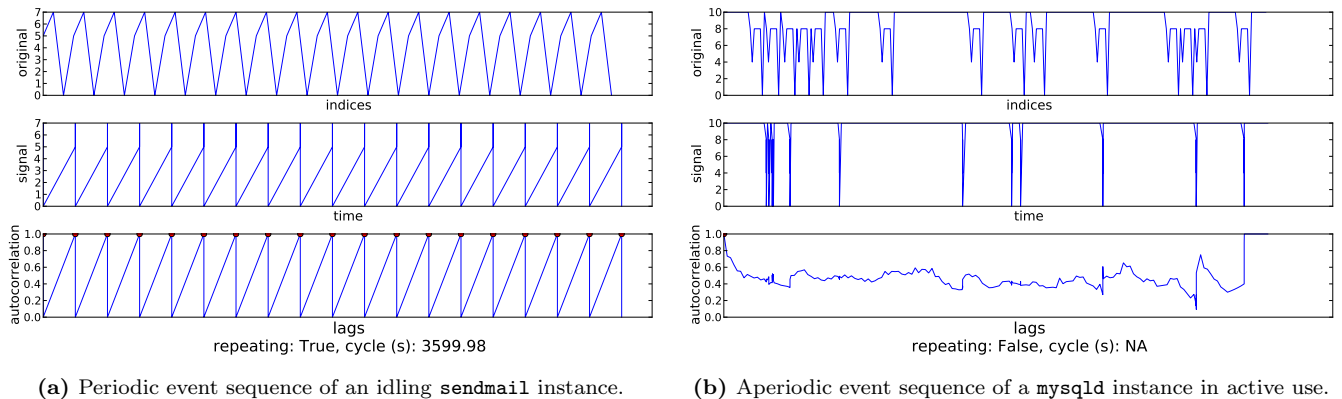 7
6
5
4
3
2
1
0
original
indices
7
6
5
4
3
2
1
0
signal
time
1.0
0.8
0.6
0.4
0.2
0.0
autocorrelation
lags
repeating: True, cycle (s): 3599.98
(a) Periodic event sequence of an idling sendmail instance.
10
8
6
4
2
0
original
indices
10
8
6
4
2
0
signal
time
1.0
0.8
0.6
0.4
0.2
0.0
autocorrelation
lags
repeating: False, cycle (s): NA
(b) Aperiodic event sequence of a mysqld instance in active use.